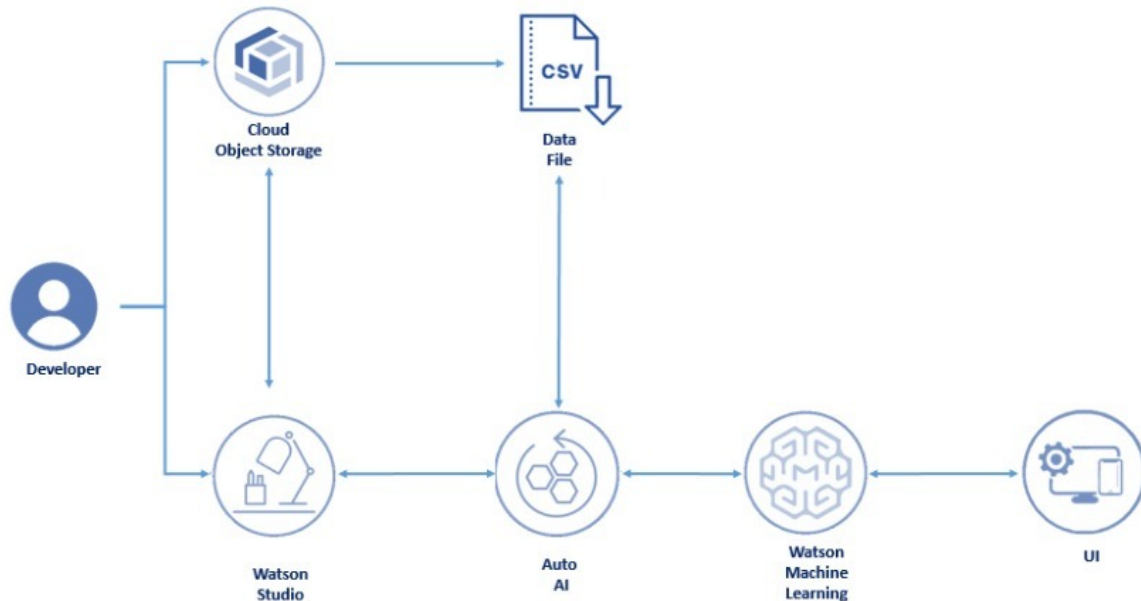 Cloud
Object Storage
CSV
Data
File
Developer
Watson
Studio
Auto
AI
Watson
Machine
Learning
UI